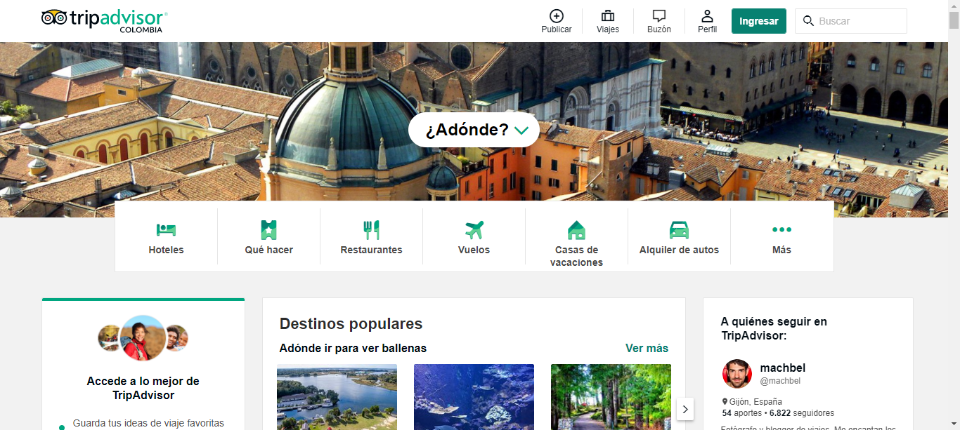 tripadvisor
COLOMBIA
Publicar
Viajes
Buzón
Perfil
Ingresar
Buscar
¿Adónde?
Hoteles
Qué hacer
Restaurantes
Vuelos
Casas de
vacaciones
Alquiler de autos
Más
Accede a lo mejor de
TripAdvisor
Guarda tus ideas de viaje favoritas
Destinos populares
Adónde ir para ver ballenas
Ver más
A quiénes seguir en
TripAdvisor:
machbel
@machbel
Gijón, España
54 aportes • 6.822 seguidores